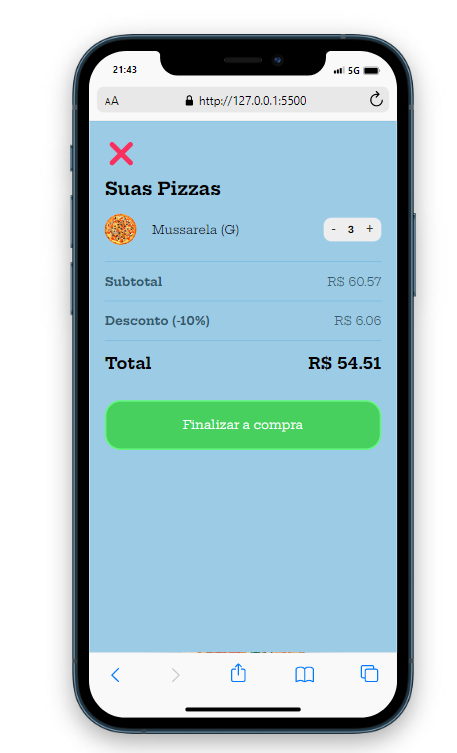 21:43
5G
AA
http://127.0.0.1:5500
Suas Pizzas
Mussarela (G)
- 3 +
Subtotal R$ 60.57
Desconto (-10%) R$ 6.06
Total R$ 54.51
Finalizar a compra